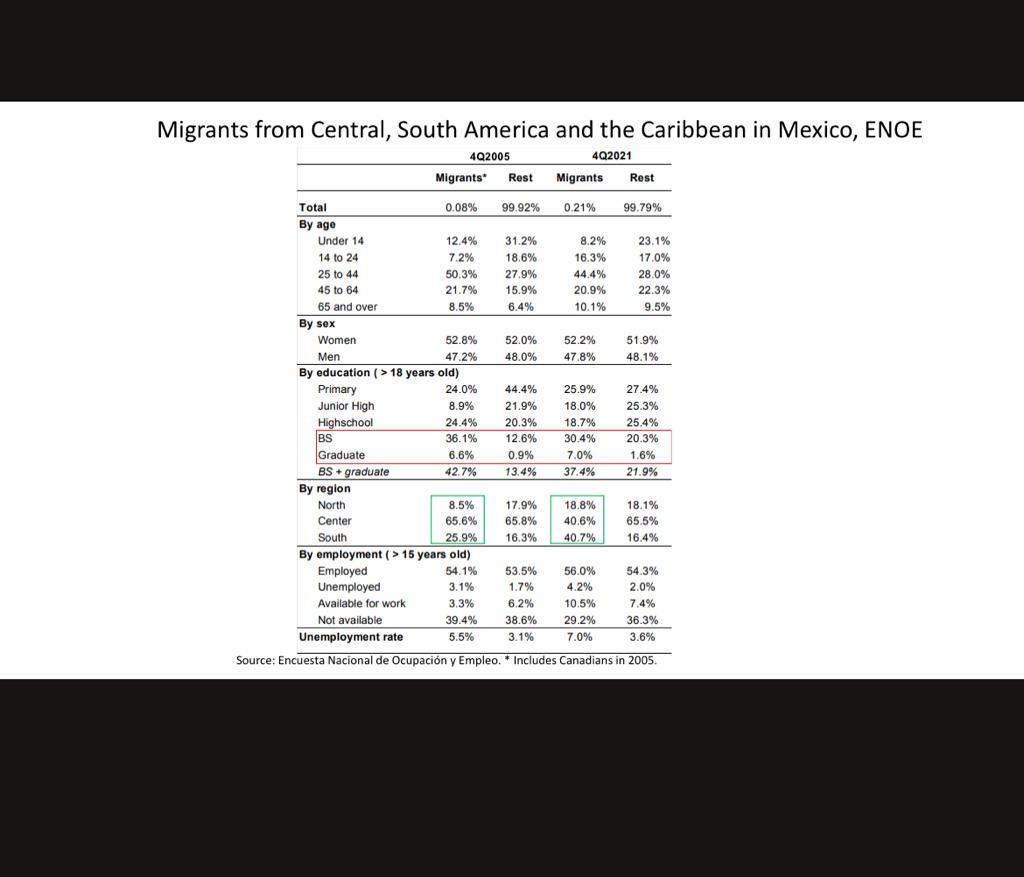 Migrants from Central, South America and the Caribbean in Mexico, ENOE
4Q2005 4Q2021
Migrants* Rest Migrants Rest
Total 0.08% 99.92% 0.21% 99.79%
By age
Under 14 12.4% 31.2% 8.2% 23.1%
14 to 24 7.2% 18.6% 16.3% 17.0%
25 to 44 50.3% 27.9% 44.4% 28.0%
45 to 64 21.7% 15.9% 20.9% 22.3%
65 and over 8.5% 6.4% 10.1% 9.5%
By sex
Women 52.8% 52.0% 52.2% 51.9%
Men 47.2% 48.0% 47.8% 48.1%
By education ( > 18 years old)
Primary 24.0% 44.4% 25.9% 27.4%
Junior High 8.9% 21.9% 18.0% 25.3%
Highschool 24.4% 20.3% 18.7% 25.4%
BS 36.1% 12.6% 30.4% 20.3%
Graduate 6.6% 0.9% 7.0% 1.6%
BS + graduate 42.7% 13.4% 37.4% 21.9%
By region
North 8.5% 17.9% 18.8% 18.1%
Center 65.6% 65.8% 40.6% 65.5%
South 25.9% 16.3% 40.7% 16.4%
By employment ( > 15 years old)
Employed 54.1% 53.5% 56.0% 54.3%
Unemployed 3.1% 1.7% 4.2% 2.0%
Available for work 3.3% 6.2% 10.5% 7.4%
Not available 39.4% 38.6% 29.2% 36.3%
Unemployment rate 5.5% 3.1% 7.0% 3.6%
Source: Encuesta Nacional de Ocupación y Empleo. * Includes Canadians in 2005.